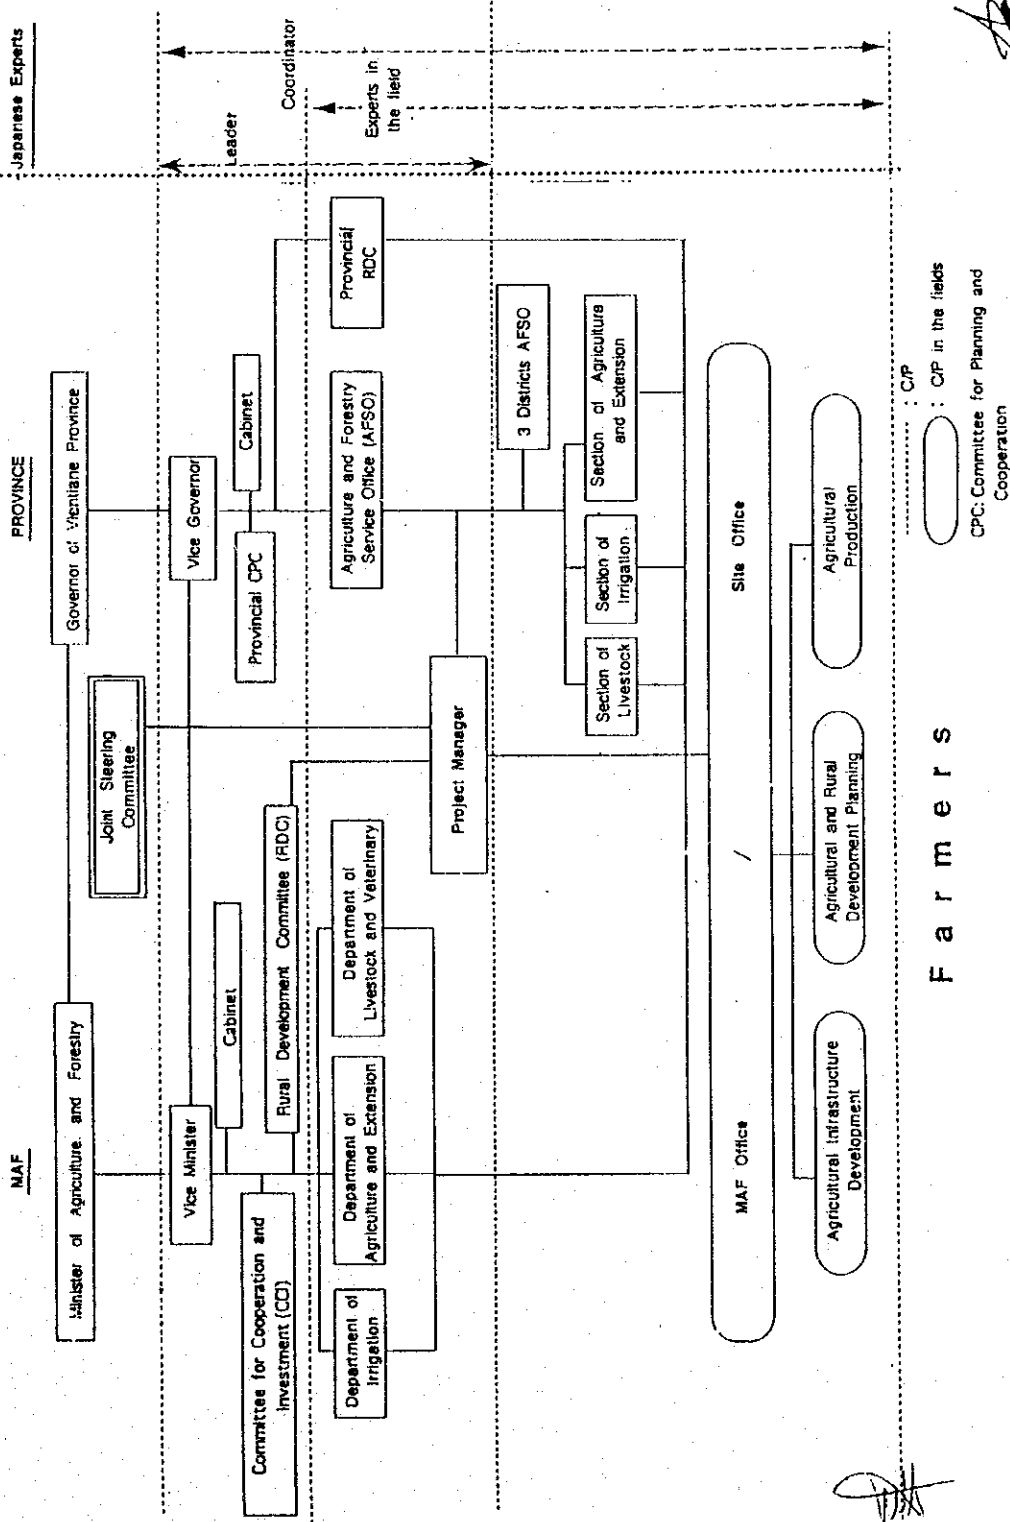 MAF
PROVINCE
Japanese Experts
Minister of Agriculture and Forestry
Governor of Vientiane Province
Joint Steering
Committee
Vice Minister
Vice Governor
Leader
Cabinet
Cabinet
Provincial CPC
Coordinator
Committee for Cooperation and
Investment (CCI)
Rural Development Committee (RDC)
Department of
Irrigation
Department of
Agriculture and Extension
Department of
Livestock and Veterinary
Agriculture and Forestry
Service Office (AFSO)
Provincial
RDC
Experts in
the field
Project Manager
3 Districts AFSO
Section of
Livestock
Section of
Irrigation
Section of Agriculture
and Extension
MAF Office / Site Office
Agricultural Infrastructure
Development
Agricultural and Rural
Development Planning
Agricultural
Production
Farmers
: C/P
: C/P in the fields
CPC: Committee for Planning and
Cooperation